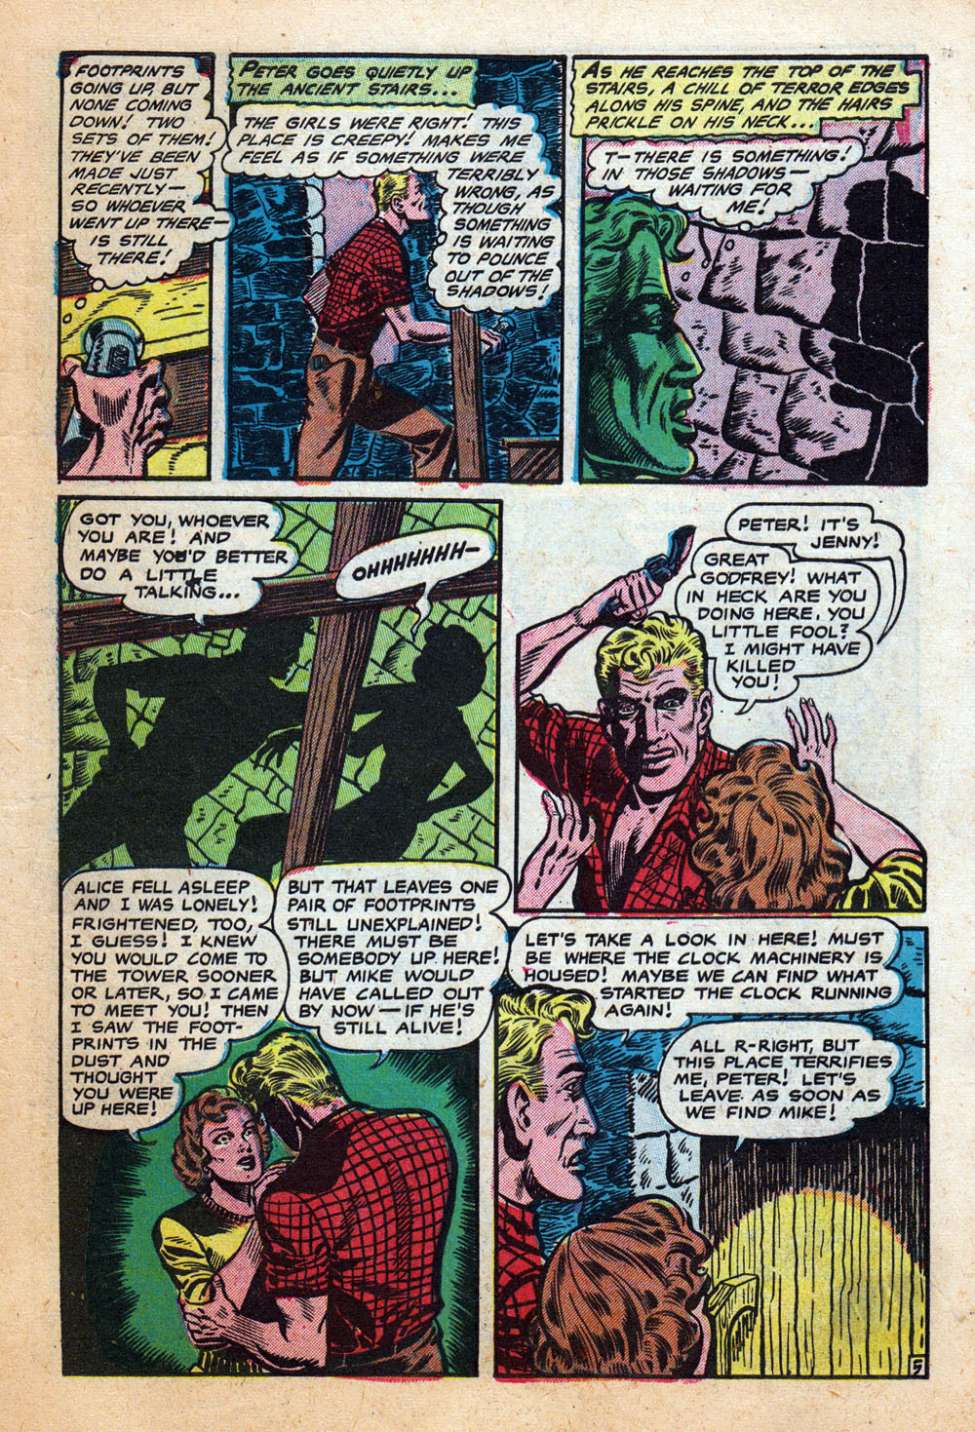 FOOTPRINTS
GOING UP, BUT
NONE COMING
DOWN! TWO
SETS OF THEM!
THEY'VE BEEN
MADE JUST
RECENTLY—
SO WHOEVER
WENT UP THERE—
IS STILL
THERE!
PETER GOES QUIETLY UP
THE ANCIENT STAIRS...
THE GIRLS WERE RIGHT! THIS
PLACE IS CREEPY! MAKES ME
FEEL AS IF SOMETHING WERE
TERRIBLY
WRONG, AS
THOUGH
SOMETHING
IS WAITING
TO POUNCE
OUT OF THE
SHADOWS!
AS HE REACHES THE TOP OF THE
STAIRS, A CHILL OF TERROR EDGES
ALONG HIS SPINE, AND THE HAIRS
PRICKLE ON HIS NECK...
T-THERE IS SOMETHING!
IN THOSE SHADOWS—
WAITING FOR
ME!
GOT YOU, WHOEVER
YOU ARE! AND
MAYBE YOU'D BETTER
DO A LITTLE
TALKING...
OHHHHHHH—
PETER! IT'S
JENNY!
GREAT
GODFREY! WHAT
IN HECK ARE YOU
DOING HERE, YOU
LITTLE FOOL?
I MIGHT HAVE
KILLED
YOU!
ALICE FELL ASLEEP
AND I WAS LONELY!
FRIGHTENED, TOO,
I GUESS! I KNEW
YOU WOULD COME TO
THE TOWER SOONER
OR LATER, SO I CAME
TO MEET YOU! THEN
I SAW THE FOOT-
PRINTS IN THE
DUST AND
THOUGHT
YOU WERE
UP HERE!
BUT THAT LEAVES ONE
PAIR OF FOOTPRINTS
STILL UNEXPLAINED!
THERE MUST BE
SOMEBODY UP HERE!
BUT MIKE WOULD
HAVE CALLED OUT
BY NOW—IF HE'S
STILL ALIVE!
LET'S TAKE A LOOK IN HERE! MUST
BE WHERE THE CLOCK MACHINERY IS
HOUSED! MAYBE WE CAN FIND WHAT
STARTED THE CLOCK RUNNING
AGAIN!
ALL R-RIGHT, BUT
THIS PLACE TERRIFIES
ME, PETER! LET'S
LEAVE AS SOON AS
WE FIND MIKE!
5